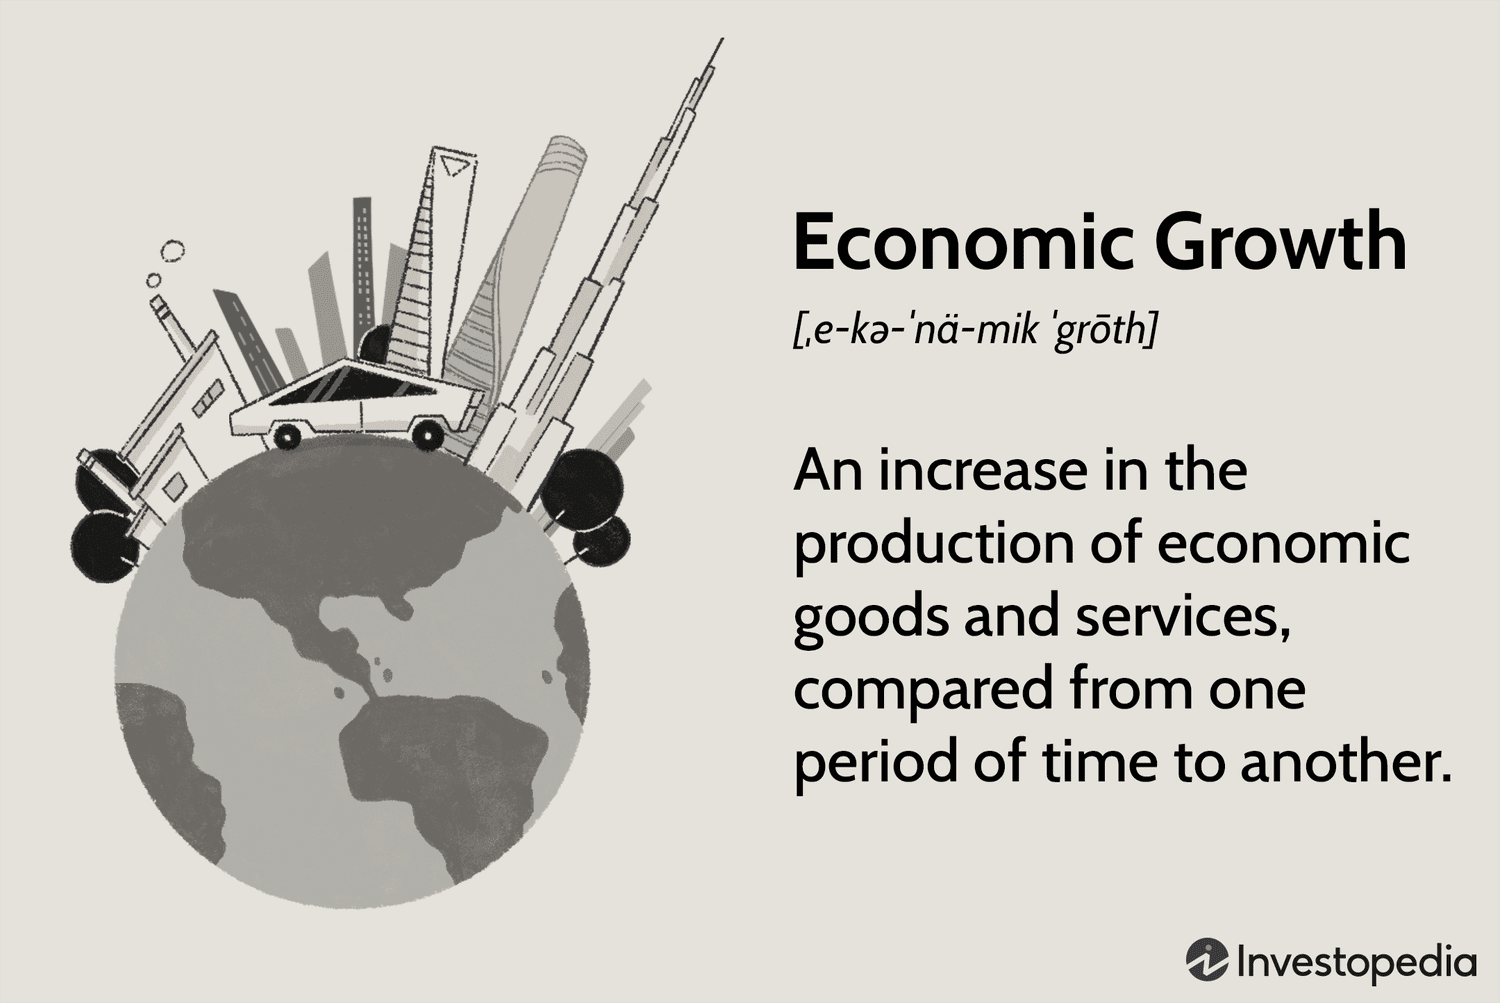 Economic Growth
[ˌe-kə-ˈnä-mik ˈgrōth]
An increase in the
production of economic
goods and services,
compared from one
period of time to another.
Investopedia